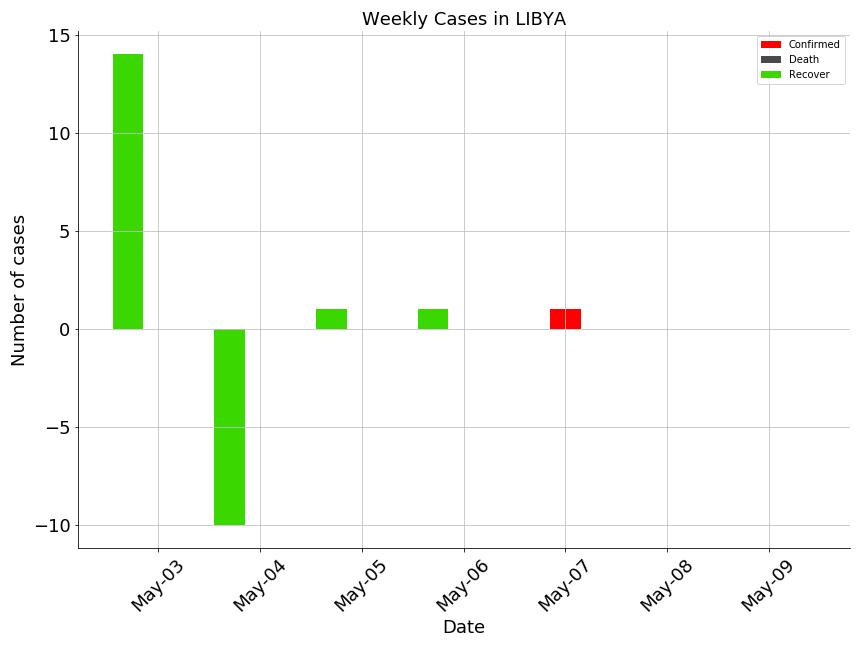 Weekly Cases in LIBYA
Confirmed
Death
Recover
15
10
5
0
−5
−10
Number of cases
May-03
May-04
May-05
May-06
May-07
May-08
May-09
Date